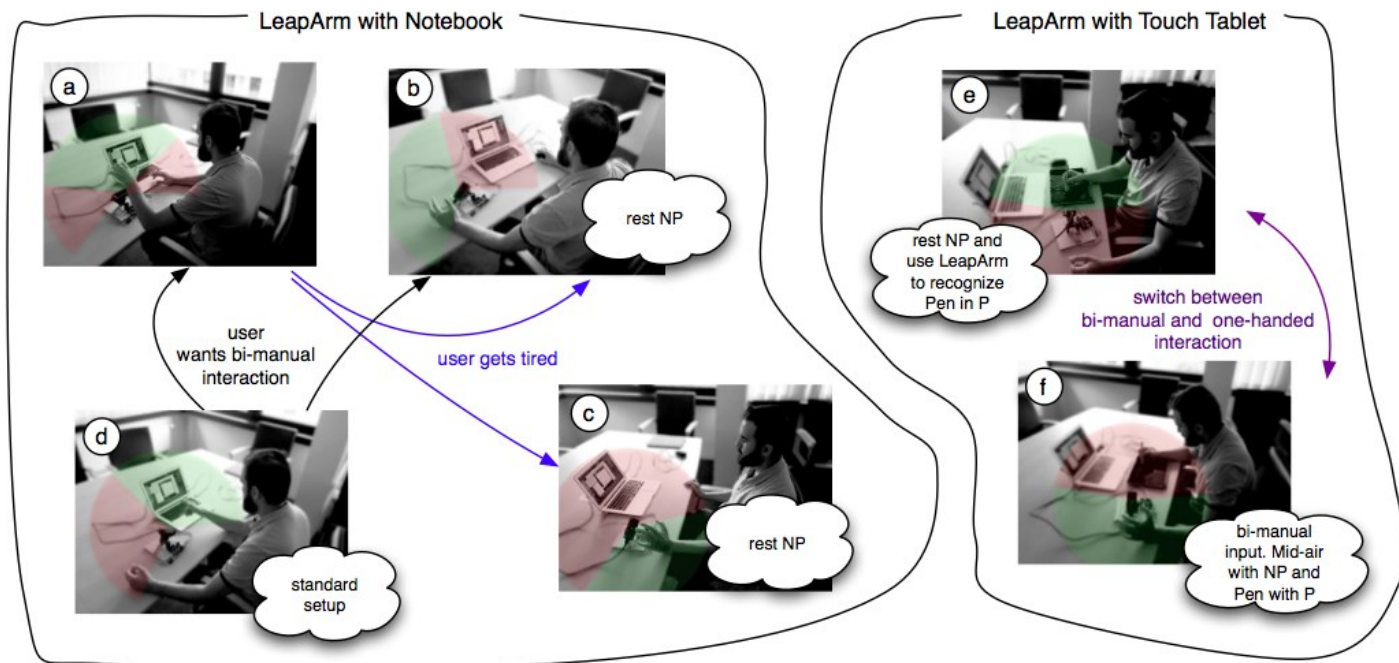 LeapArm with Notebook
LeapArm with Touch Tablet
a
b
rest NP
user
wants bi-manual
interaction
user gets tired
c
rest NP
d
standard
setup
e
rest NP and
use LeapArm
to recognize
Pen in P
switch between
bi-manual and one-handed
interaction
f
bi-manual
input. Mid-air
with NP and
Pen with P